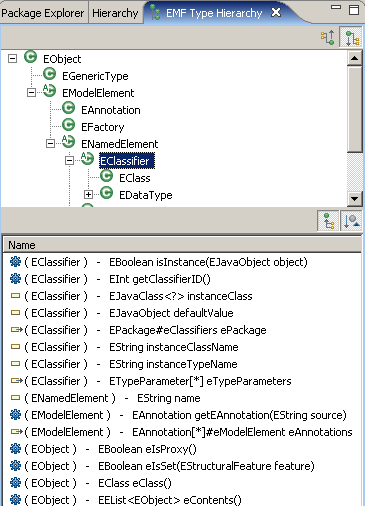 Package Explorer Hierarchy EMF Type Hierarchy
EObject
EGenericType
EModelElement
EAnnotation
EFactory
ENamedElement
EClassifier
EClass
EDataType
Name
( EClassifier ) - EBoolean isInstance(EJavaObject object)
( EClassifier ) - EInt getClassifierID()
( EClassifier ) - EJavaClass<?> instanceClass
( EClassifier ) - EJavaObject defaultValue
( EClassifier ) - EPackage#eClassifiers ePackage
( EClassifier ) - EString instanceClassName
( EClassifier ) - EString instanceTypeName
( EClassifier ) - ETypeParameter[*] eTypeParameters
( ENamedElement ) - EString name
( EModelElement ) - EAnnotation getEAnnotation(EString source)
( EModelElement ) - EAnnotation[*]#eModelElement eAnnotations
( EObject ) - EBoolean eIsProxy()
( EObject ) - EBoolean eIsSet(EStructuralFeature feature)
( EObject ) - EClass eClass()
( EObject ) - EEList<EObject> eContents()